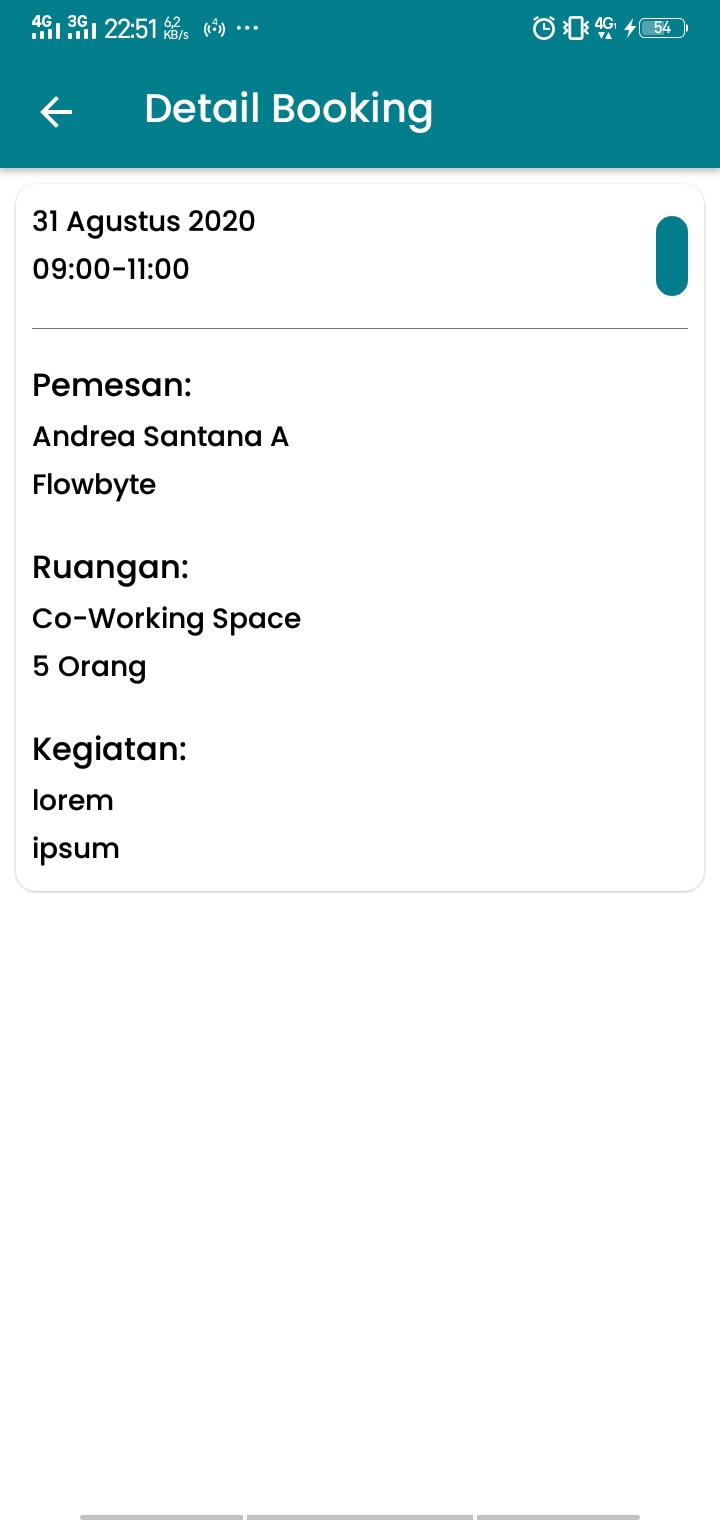 4G 3G 22:51 6,2 KB/s 4 ... 4G 54
Detail Booking
31 Agustus 2020
09:00-11:00
Pemesan:
Andrea Santana A
Flowbyte
Ruangan:
Co-Working Space
5 Orang
Kegiatan:
lorem
ipsum